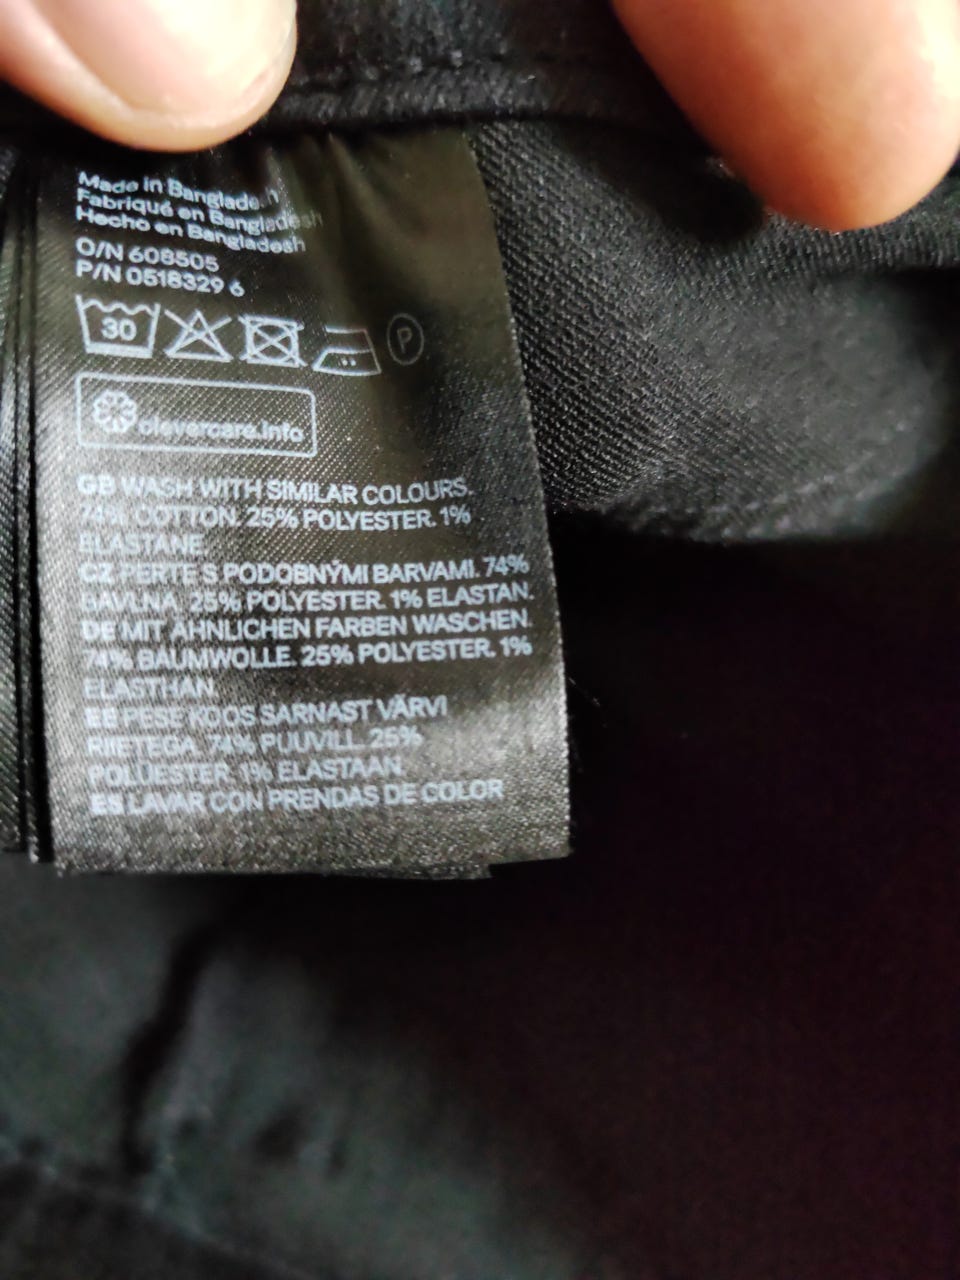 Made in Bangladesh
Fabriqué en Bangladesh
Hecho en Bangladesh
O/N 608505
P/N 0518329 6
30
P
clevercare.info
GB WASH WITH SIMILAR COLOURS.
74% COTTON. 25% POLYESTER. 1%
ELASTANE
CZ PERTE S PODOBNÝMI BARVAMI. 74%
BAVLNA. 25% POLYESTER. 1% ELASTAN.
DE MIT ÄHNLICHEN FARBEN WASCHEN.
74% BAUMWOLLE. 25% POLYESTER. 1%
ELASTHAN.
EE PESE KOOS SARNAST VÄRVI
RIIETEGA. 74% PUUVILL. 25%
POLÜESTER. 1% ELASTAAN.
ES LAVAR CON PRENDAS DE COLOR